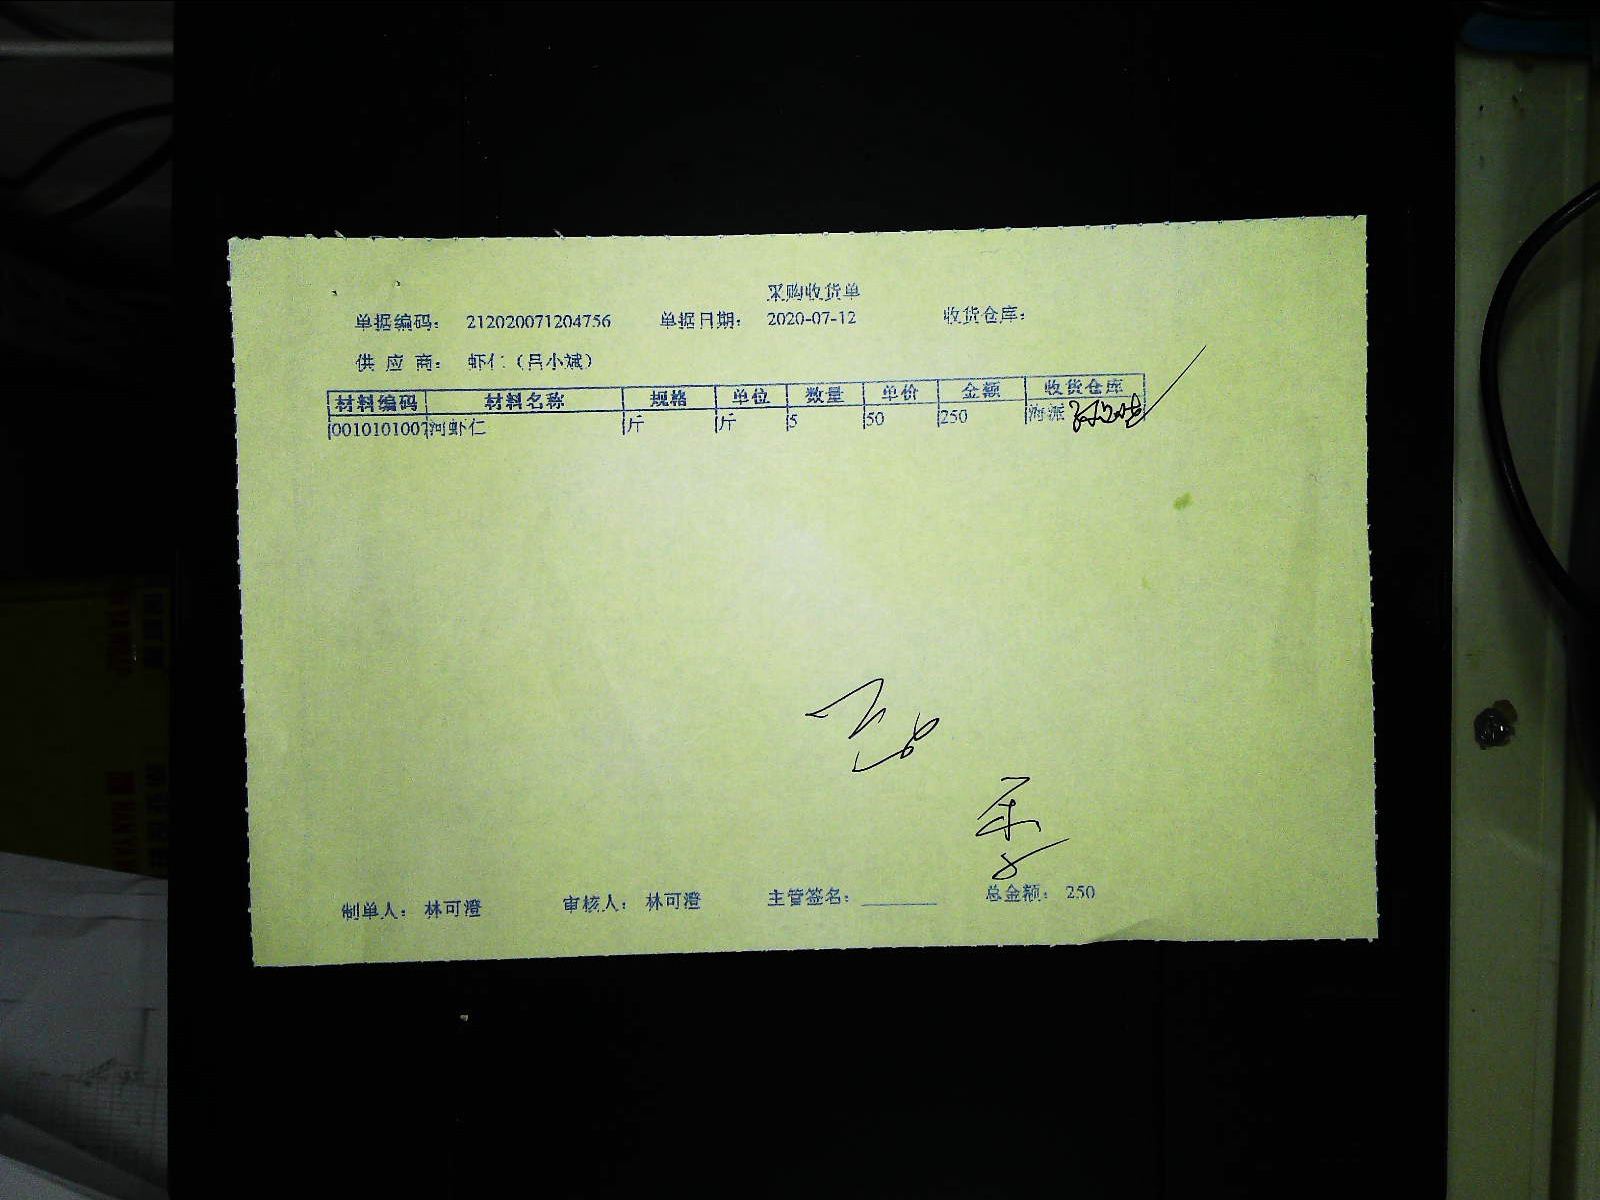 采购收货单
单据编码： 212020071204756 单据日期： 2020-07-12 收货仓库：
供 应 商： 虾仁（吕小斌）
材料编码 材料名称 规格 单位 数量 单价 金额 收货仓库
0010101007 河虾仁 斤 斤 5 50 250 海派
制单人： 林可澄 审核人： 林可澄 主管签名：________ 总金额： 250